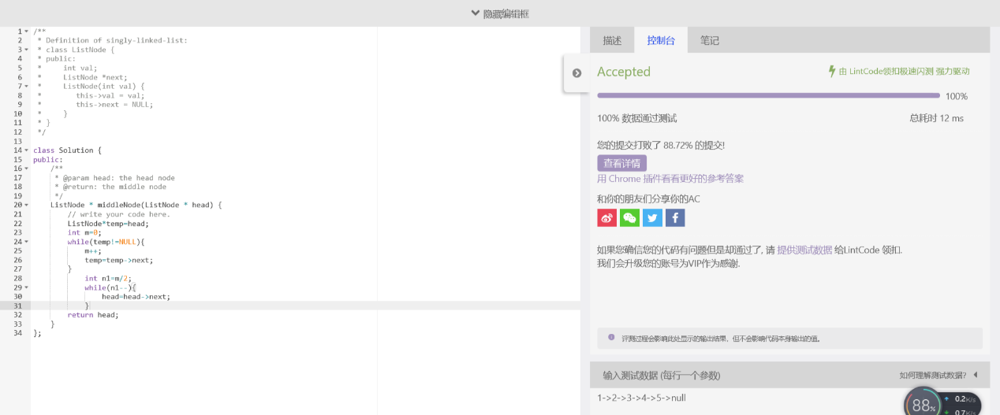 隐藏编辑框
1 /**
2 * Definition of singly-linked-list:
3 * class ListNode {
4 * public:
5 *     int val;
6 *     ListNode *next;
7 *     ListNode(int val) {
8 *        this->val = val;
9 *        this->next = NULL;
10 *     }
11 * }
12 */
13
14 class Solution {
15 public:
16     /**
17      * @param head: the head node
18      * @return: the middle node
19      */
20     ListNode * middleNode(ListNode * head) {
21         // write your code here.
22         ListNode*temp=head;
23         int m=0;
24         while(temp!=NULL){
25             m++;
26             temp=temp->next;
27         }
28             int n1=m/2;
29             while(n1--){
30                 head=head->next;
31             }
32         return head;
33     }
34 };
描述 控制台 笔记
Accepted 由 LintCode领扣极速闪测 强力驱动
100%
100% 数据通过测试 总耗时 12 ms
您的提交打败了 88.72% 的提交!
查看详情
用 Chrome 插件看看更好的参考答案
和你的朋友们分享你的AC
如果您确信您的代码有问题但是却通过了, 请 提供测试数据 给LintCode 领扣.
我们会升级您的账号为VIP作为感谢.
评测过程会影响此处显示的输出结果，但不会影响代码本身输出的值。
输入测试数据 (每行一个参数) 如何理解测试数据?
1->2->3->4->5->null
88% 0.2K/s
0.7K/s